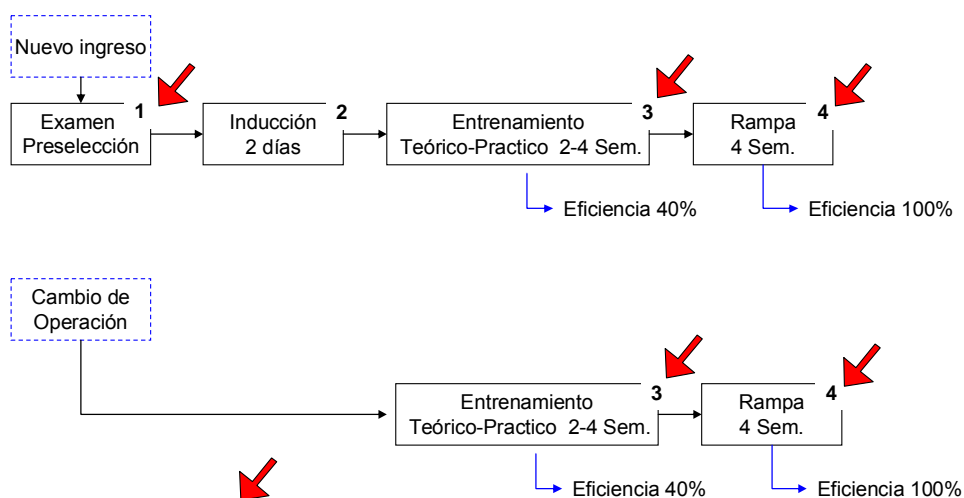 Nuevo ingreso
1
Examen
Preselección
2
Inducción
2 días
3
Entrenamiento
Teórico-Practico 2-4 Sem.
4
Rampa
4 Sem.
Eficiencia 40%
Eficiencia 100%
Cambio de
Operación
3
Entrenamiento
Teórico-Practico 2-4 Sem.
4
Rampa
4 Sem.
Eficiencia 40%
Eficiencia 100%